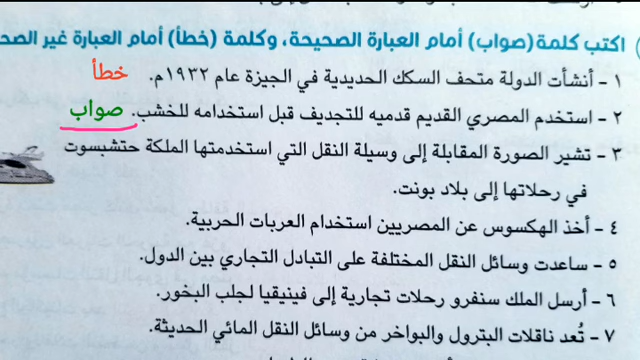 اكتب كلمة (صواب) أمام العبارة الصحيحة، وكلمة (خطأ) أمام العبارة غير الصح
١ - أنشأت الدولة متحف السكك الحديدية في الجيزة عام ١٩٣٢م. خطأ
٢ - استخدم المصري القديم قدميه للتجديف قبل استخدامه للخشب. صواب
٣ - تشير الصورة المقابلة إلى وسيلة النقل التي استخدمتها الملكة حتشبسوت
في رحلاتها إلى بلاد بونت.
٤ - أخذ الهكسوس عن المصريين استخدام العربات الحربية.
٥ - ساعدت وسائل النقل المختلفة على التبادل التجاري بين الدول.
٦ - أرسل الملك سنفرو رحلات تجارية إلى فينيقيا لجلب البخور.
٧ - تُعد ناقلات البترول والبواخر من وسائل النقل المائي الحديثة.